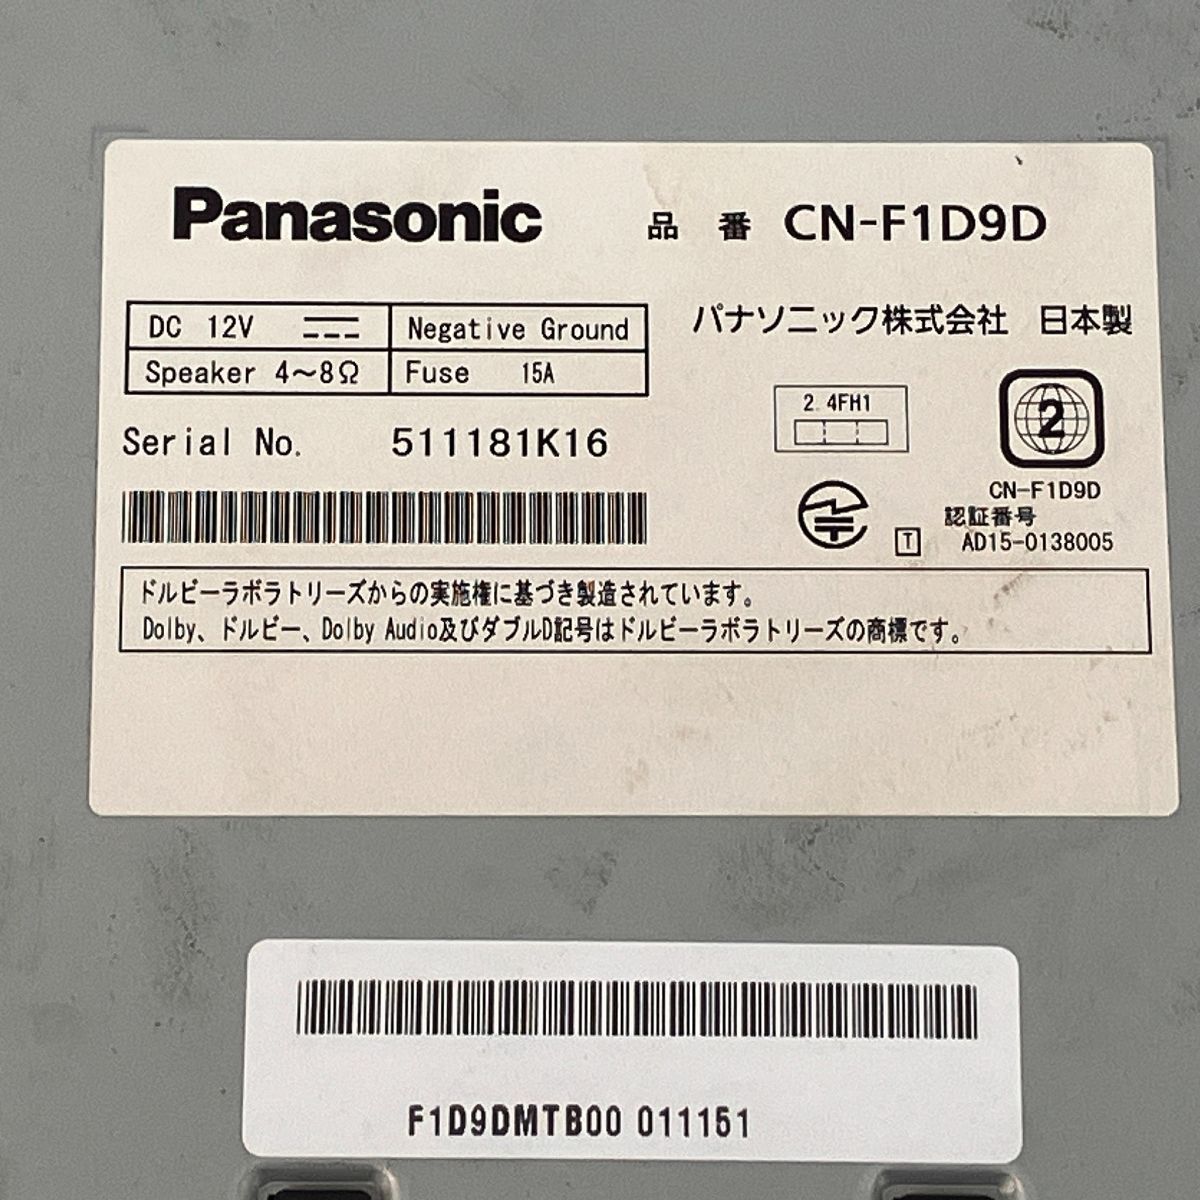 Panasonic 品番 CN-F1D9D
パナソニック株式会社 日本製
DC 12V Negative Ground
Speaker 4～8Ω Fuse 15A
Serial No. 511181K16
2.4FH1
2
CN-F1D9D
認証番号
T AD15-0138005
ドルビーラボラトリーズからの実施権に基づき製造されています。
Dolby、ドルビー、Dolby Audio及びダブルD記号はドルビーラボラトリーズの商標です。
F1D9DMTB00 011151